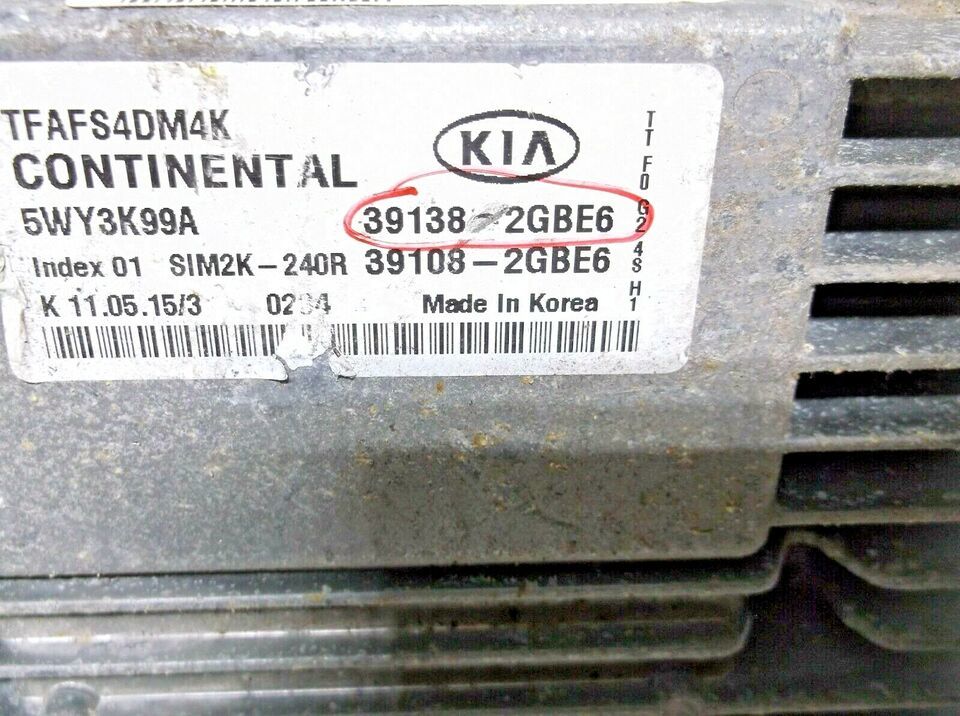 TFAFS4DM4K
KIA
CONTINENTAL
5WY3K99A 39138-2GBE6
Index 01 SIM2K-240R 39108-2GBE6
K 11.05.15/3 Made In Korea
TT F0 G2 4S H1